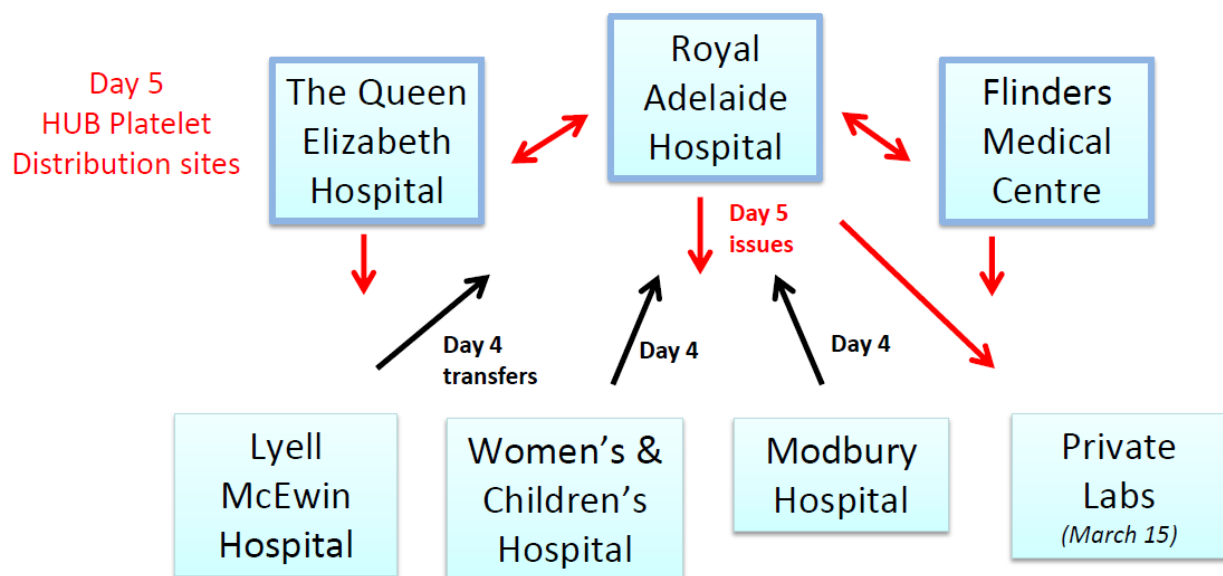 Day 5
HUB Platelet
Distribution sites
The Queen
Elizabeth
Hospital
Royal
Adelaide
Hospital
Flinders
Medical
Centre
Day 5
issues
Day 4
transfers
Day 4
Day 4
Lyell
McEwin
Hospital
Women's &
Children's
Hospital
Modbury
Hospital
Private
Labs
(March 15)